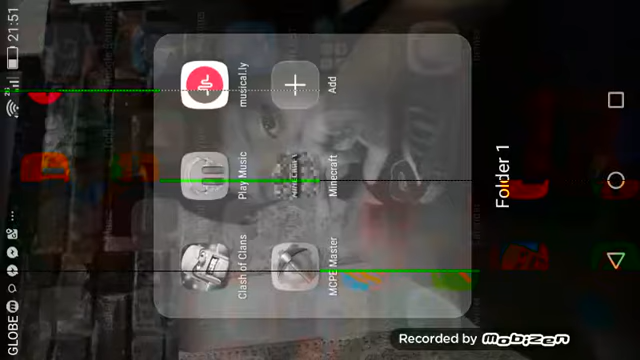 GLOBE
2G
21:51
Clash of Clans
Play Music
musical.ly
MCPE Master
Minecraft
Add
Folder 1
Recorded by mobizen